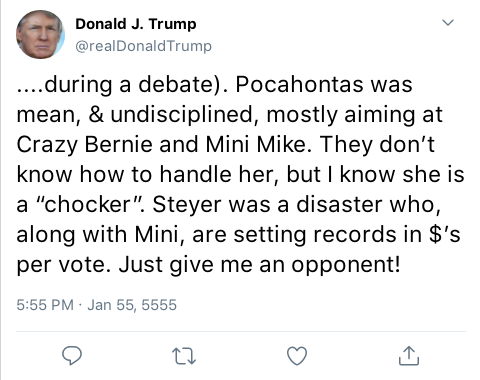 Donald J. Trump
@realDonaldTrump
....during a debate). Pocahontas was
mean, & undisciplined, mostly aiming at
Crazy Bernie and Mini Mike. They don’t
know how to handle her, but I know she is
a “chocker”. Steyer was a disaster who,
along with Mini, are setting records in $’s
per vote. Just give me an opponent!
5:55 PM · Jan 55, 5555